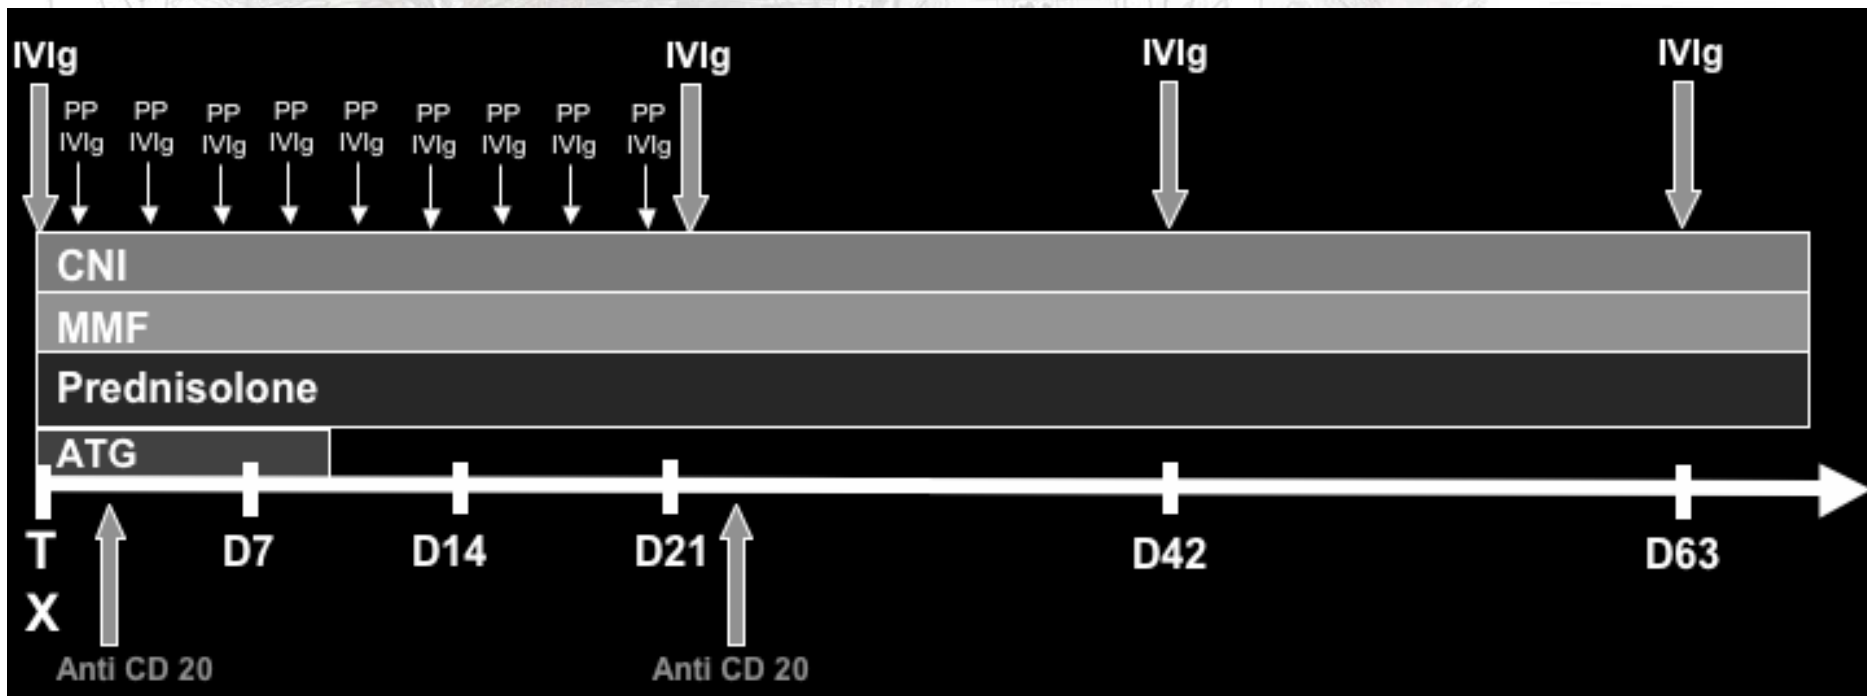 IVIg
IVIg
IVIg
IVIg
PP
IVIg
PP
IVIg
PP
IVIg
PP
IVIg
PP
IVIg
PP
IVIg
PP
IVIg
PP
IVIg
PP
IVIg
CNI
MMF
Prednisolone
ATG
T
X
D7
D14
D21
D42
D63
Anti CD 20
Anti CD 20